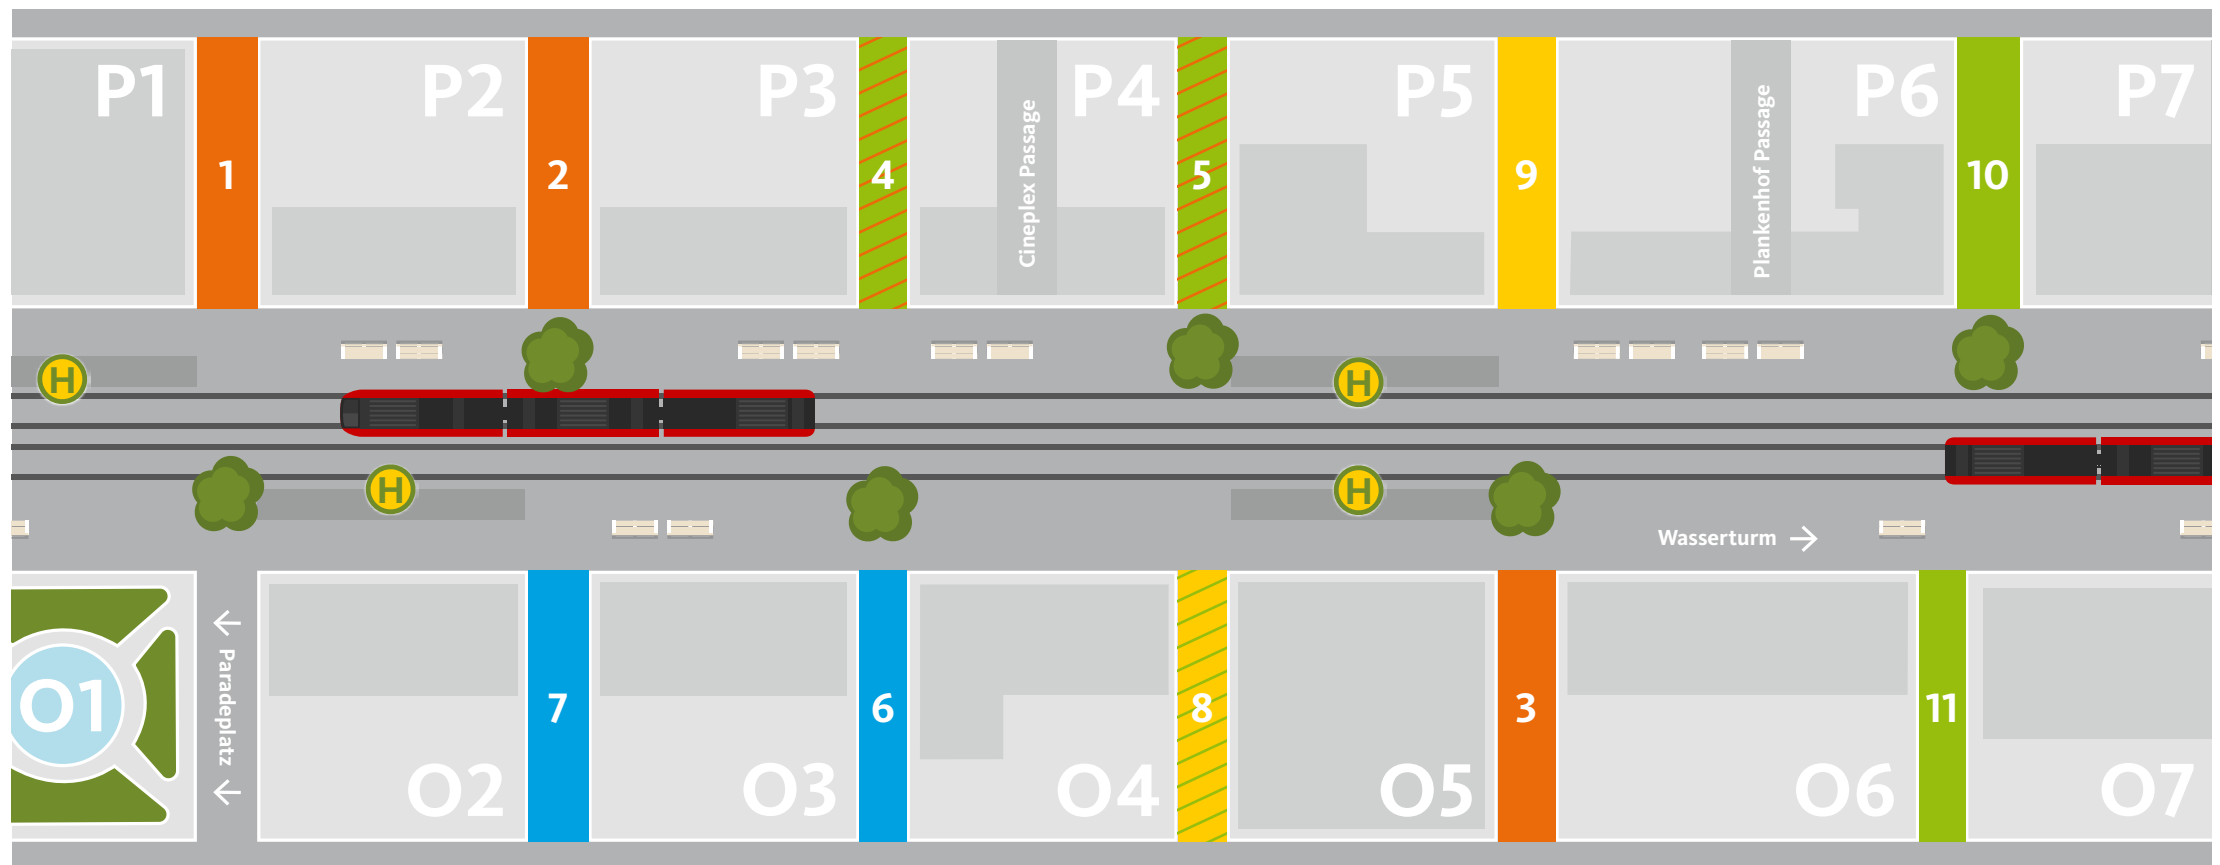 P1
1
P2
2
P3
4
Cineplex Passage
P4
5
P5
9
Plankenhof Passage
P6
10
P7
H
H
H
H
Wasserturm →
O1
← Paradeplatz ←
O2
7
O3
6
O4
8
O5
3
O6
11
O7